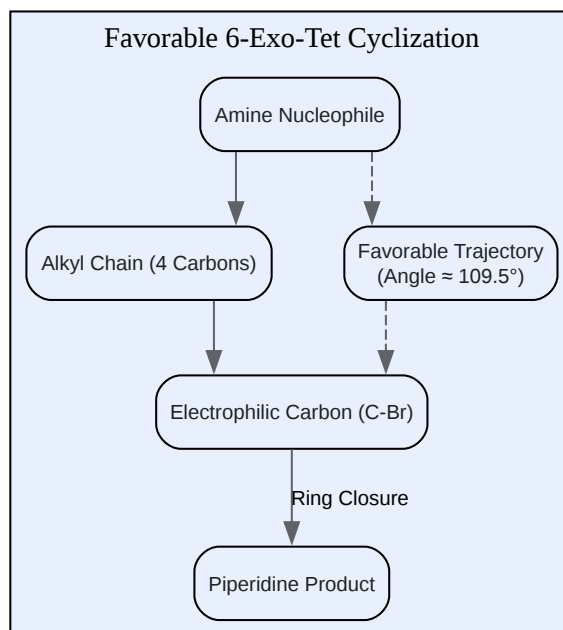 Favorable 6-Exo-Tet Cyclization
Amine Nucleophile
Alkyl Chain (4 Carbons)
Favorable Trajectory
(Angle ≈ 109.5°)
Electrophilic Carbon (C-Br)
Ring Closure
Piperidine Product